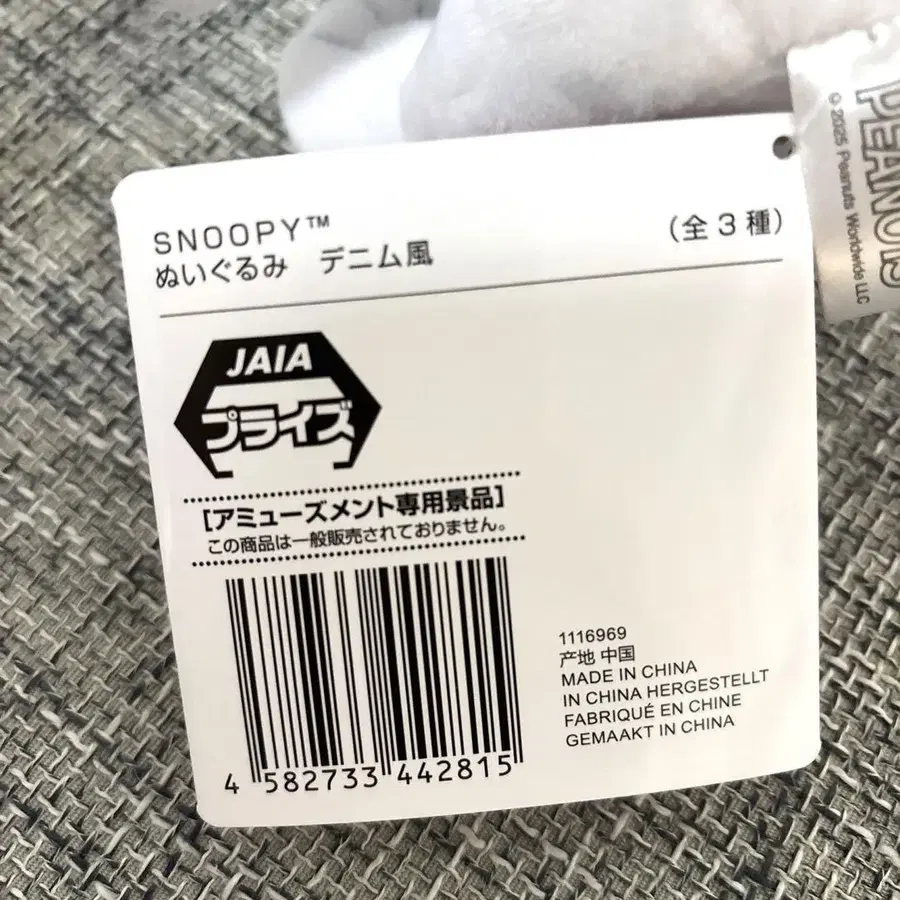 SNOOPY™
ぬいぐるみ　デニム風
(全3種)
JAIA
プライズ
[アミューズメント専用景品]
この商品は一般販売されておりません。
4 582733 442815
1116969
产地 中国
MADE IN CHINA
IN CHINA HERGESTELLT
FABRIQUÉ EN CHINE
GEMAAKT IN CHINA
PEANUTS
© 2025 Peanuts Worldwide LLC